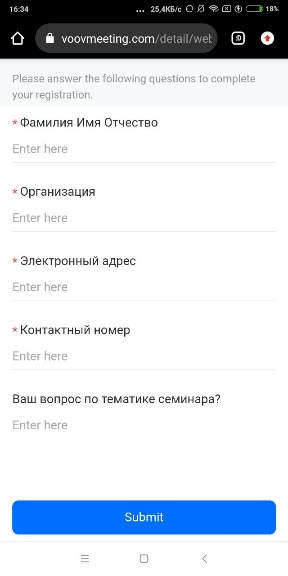 16:34
... 25,4КБ/с 18%
voovmeeting.com/detail/web
Please answer the following questions to complete
your registration.
* Фамилия Имя Отчество
Enter here
* Организация
Enter here
* Электронный адрес
Enter here
* Контактный номер
Enter here
Ваш вопрос по тематике семинара?
Enter here
Submit